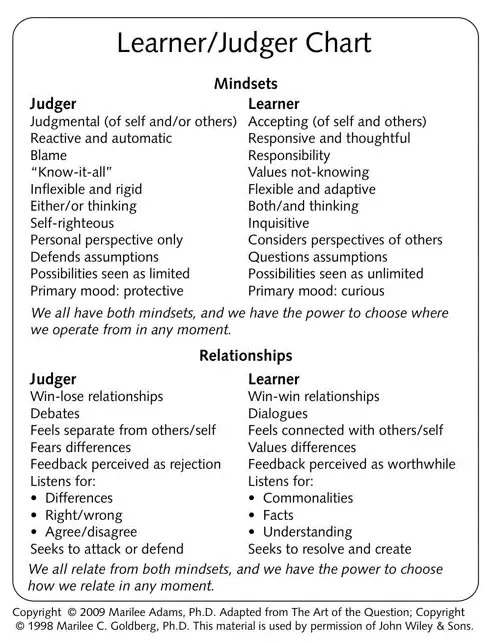 Learner/Judger Chart
Mindsets
Judger Learner
Judgmental (of self and/or others) Accepting (of self and others)
Reactive and automatic Responsive and thoughtful
Blame Responsibility
“Know-it-all” Values not-knowing
Inflexible and rigid Flexible and adaptive
Either/or thinking Both/and thinking
Self-righteous Inquisitive
Personal perspective only Considers perspectives of others
Defends assumptions Questions assumptions
Possibilities seen as limited Possibilities seen as unlimited
Primary mood: protective Primary mood: curious
We all have both mindsets, and we have the power to choose where
we operate from in any moment.
Relationships
Judger Learner
Win-lose relationships Win-win relationships
Debates Dialogues
Feels separate from others/self Feels connected with others/self
Fears differences Values differences
Feedback perceived as rejection Feedback perceived as worthwhile
Listens for: Listens for:
• Differences • Commonalities
• Right/wrong • Facts
• Agree/disagree • Understanding
Seeks to attack or defend Seeks to resolve and create
We all relate from both mindsets, and we have the power to choose
how we relate in any moment.
Copyright © 2009 Marilee Adams, Ph.D. Adapted from The Art of the Question; Copyright
© 1998 Marilee C. Goldberg, Ph.D. This material is used by permission of John Wiley & Sons.